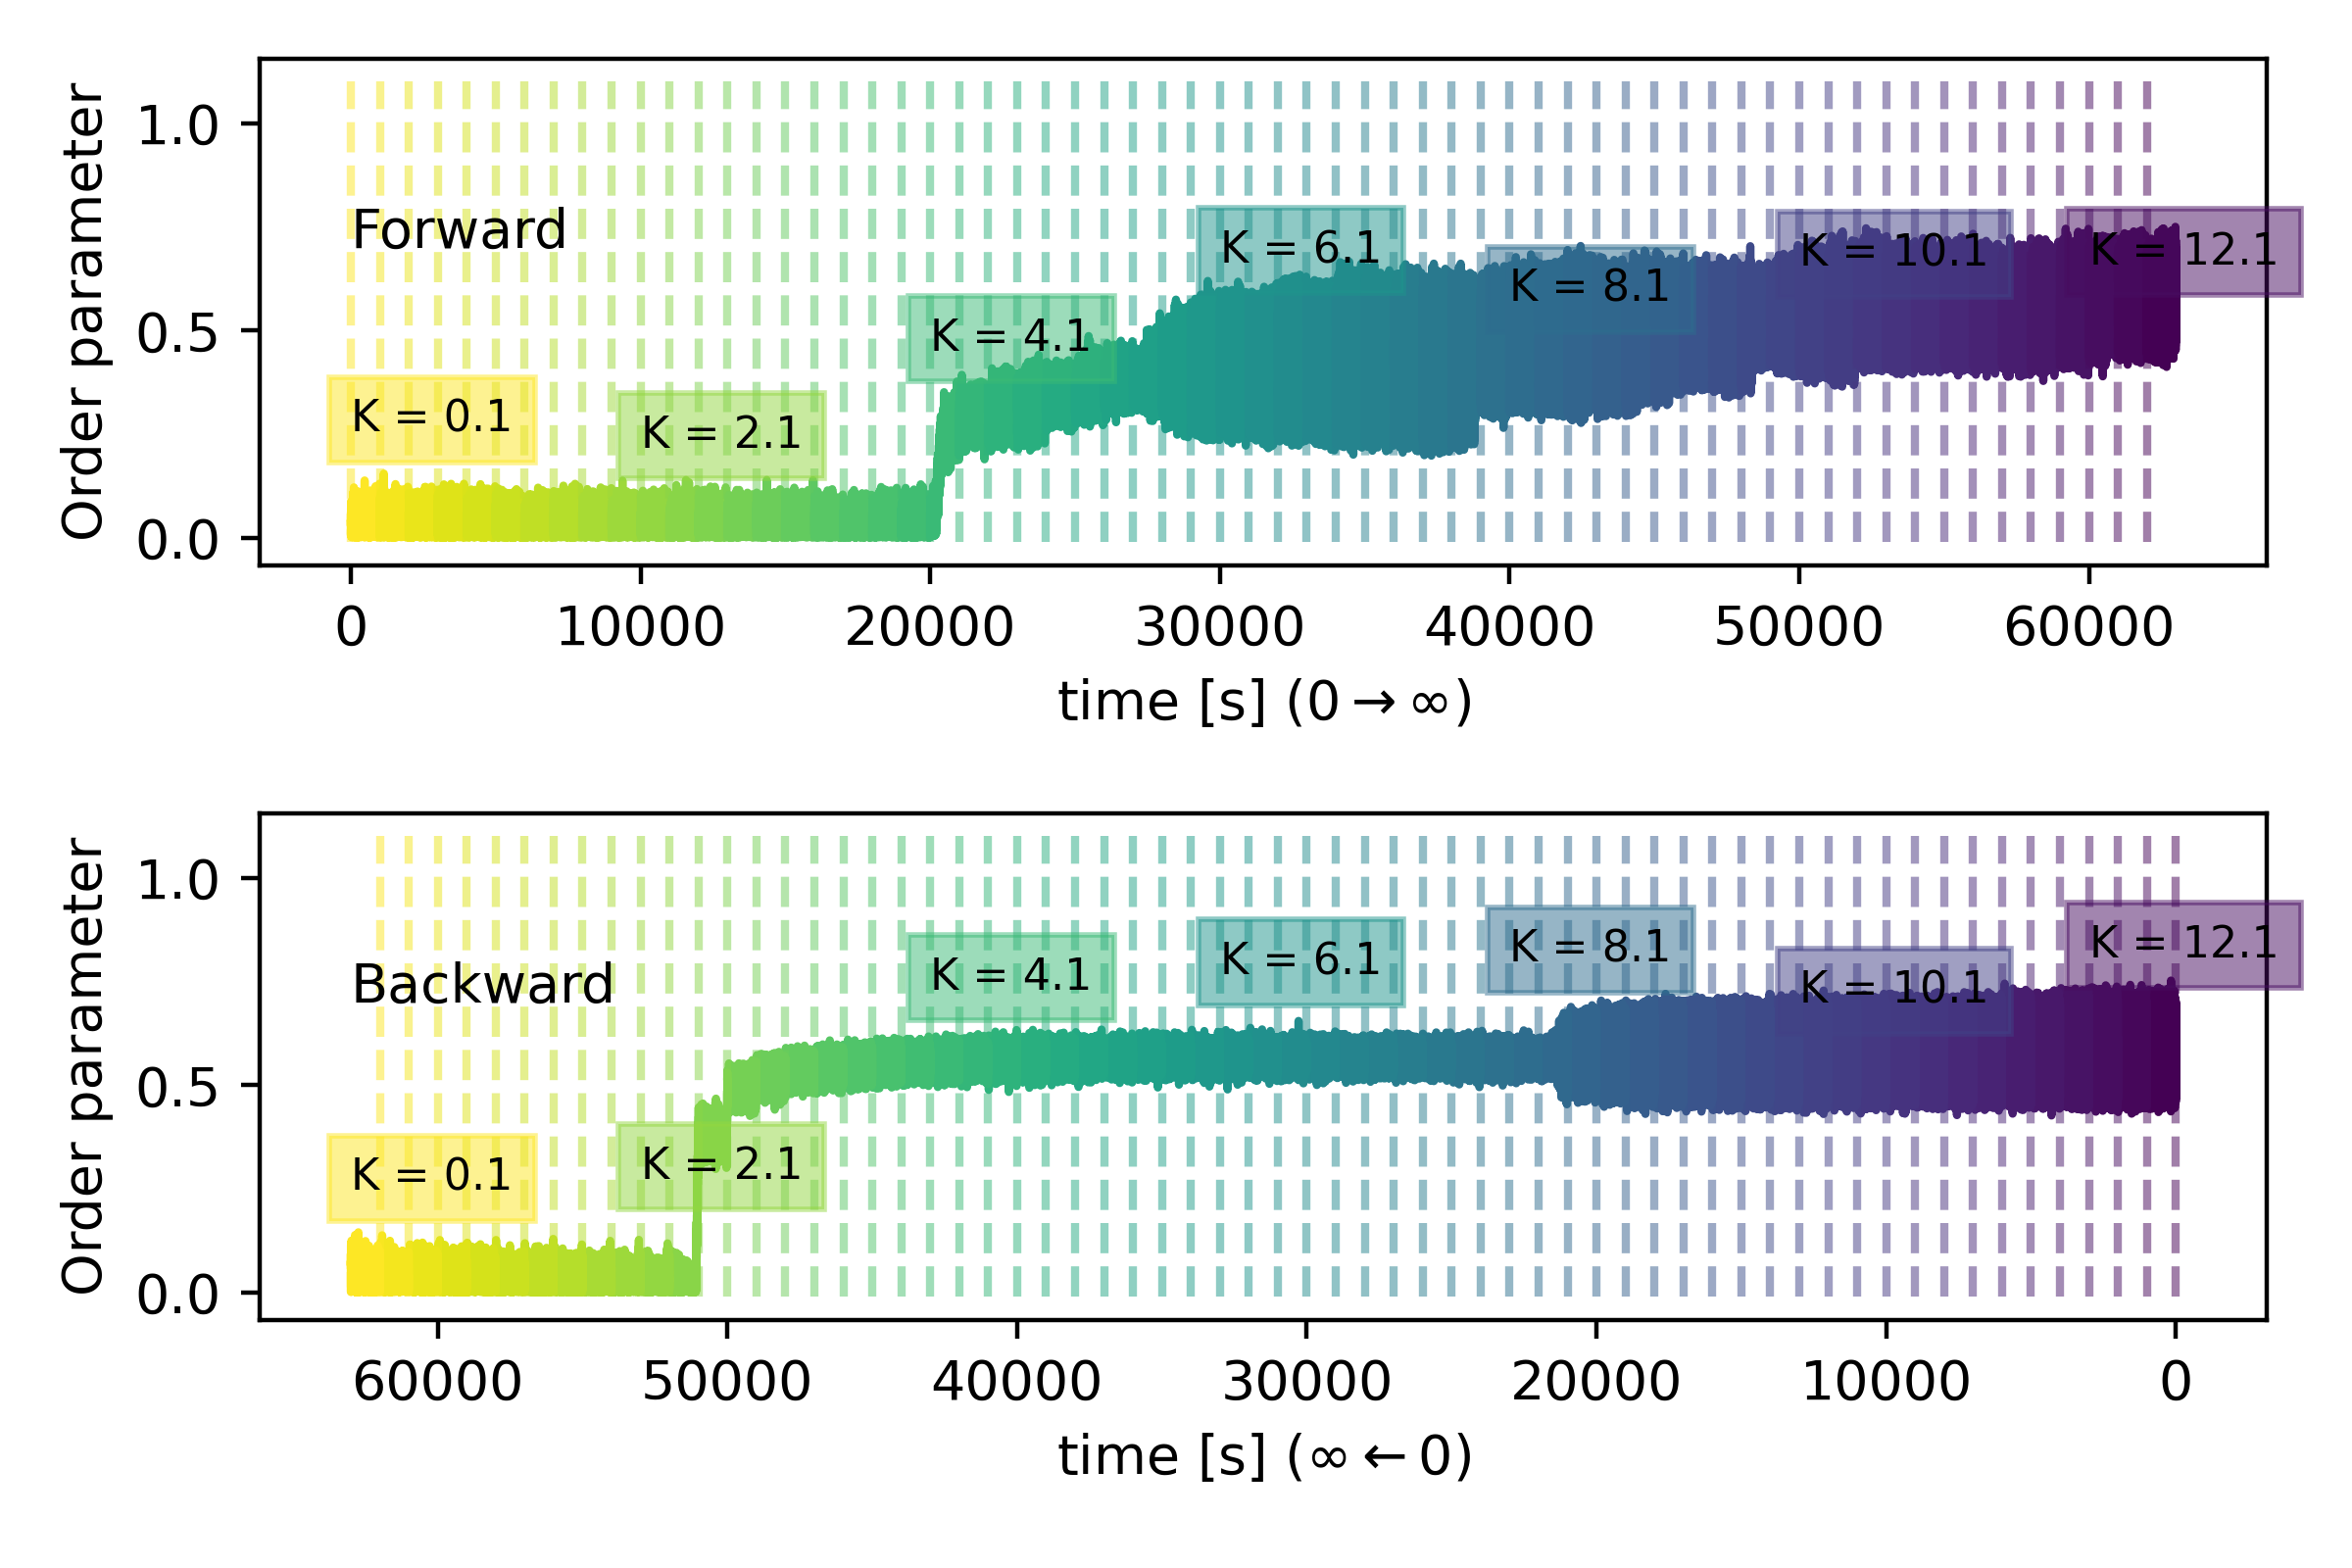 Order parameter
1.0
0.5
0.0
Forward
K = 0.1
K = 2.1
K = 4.1
K = 6.1
K = 8.1
K = 10.1
K = 12.1
0 10000 20000 30000 40000 50000 60000
time [s] (0→∞)
Order parameter
1.0
0.5
0.0
Backward
K = 0.1
K = 2.1
K = 4.1
K = 6.1
K = 8.1
K = 10.1
K = 12.1
60000 50000 40000 30000 20000 10000 0
time [s] (∞←0)